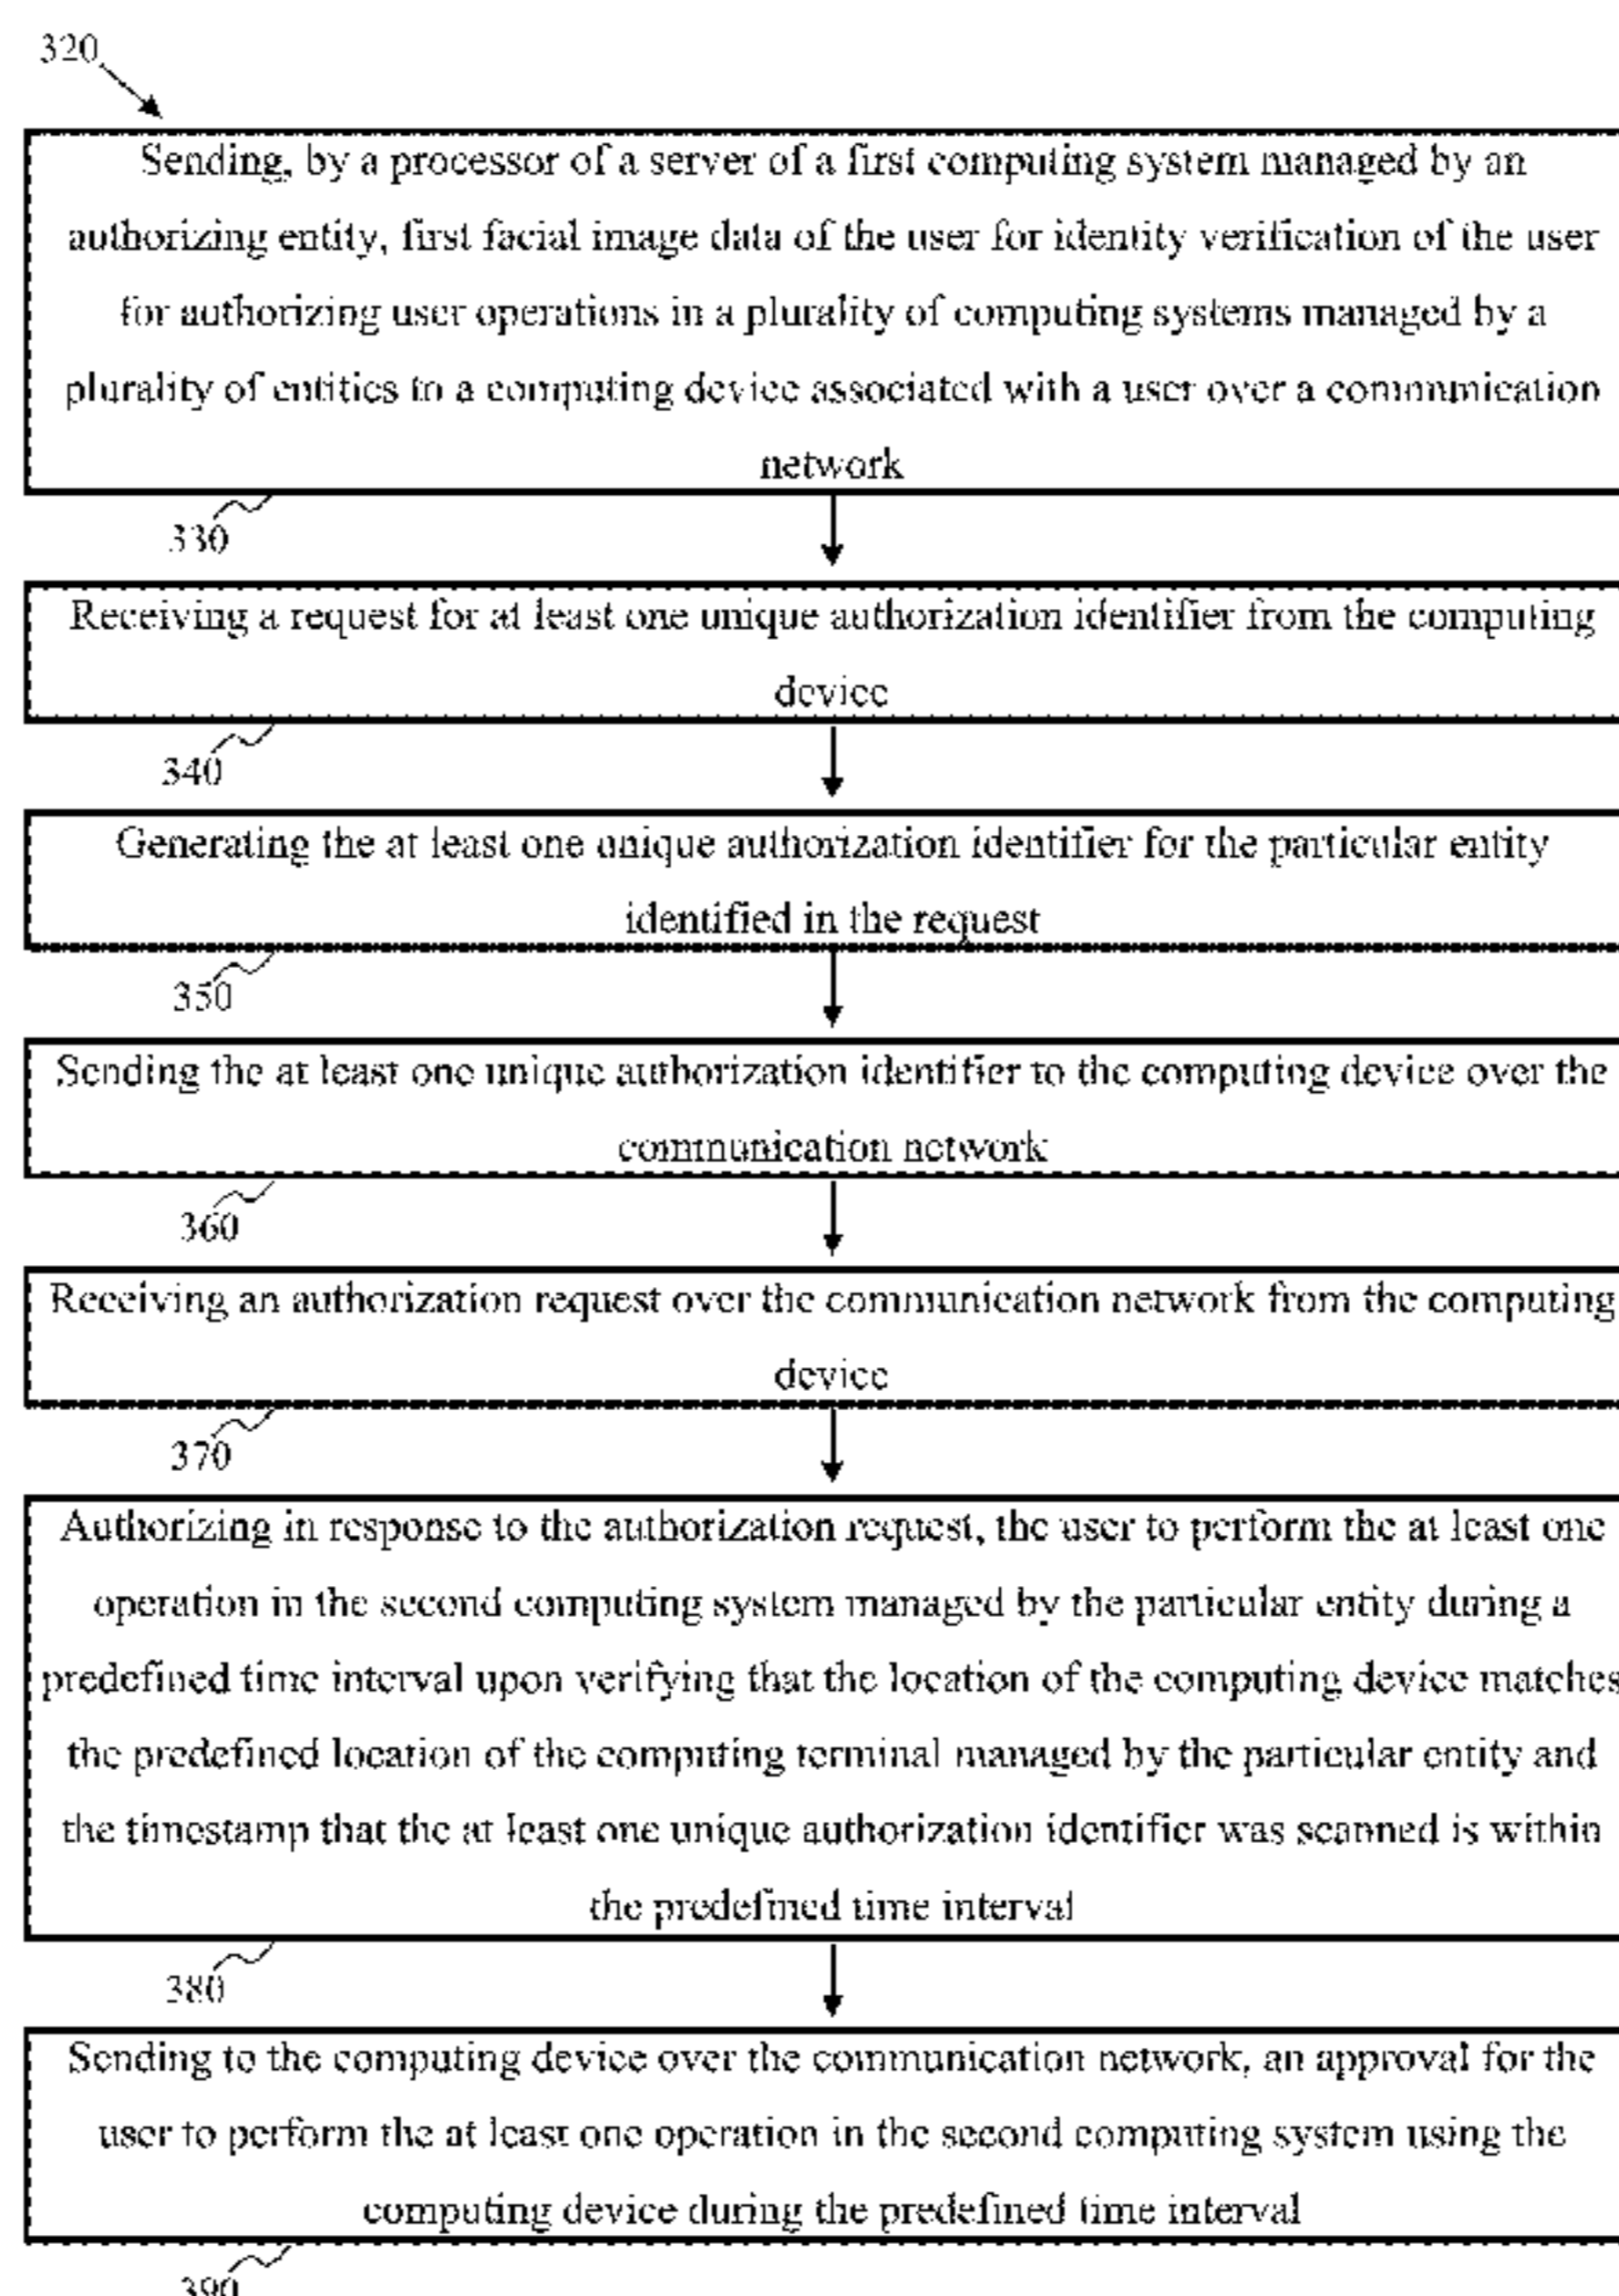 320
Sending, by a processor of a server of a first computing system managed by an
authorizing entity, first facial image data of the user for identity verification of the user
for authorizing user operations in a plurality of computing systems managed by a
plurality of entities to a computing device associated with a user over a communication
network
330
Receiving a request for at least one unique authorization identifier from the computing
device
340
Generating the at least one unique authorization identifier for the particular entity
identified in the request
350
Sending the at least one unique authorization identifier to the computing device over the
communication network
360
Receiving an authorization request over the communication network from the computing
device
370
Authorizing in response to the authorization request, the user to perform the at least one
operation in the second computing system managed by the particular entity during a
predefined time interval upon verifying that the location of the computing device matches
the predefined location of the computing terminal managed by the particular entity and
the timestamp that the at least one unique authorization identifier was scanned is within
the predefined time interval
380
Sending to the computing device over the communication network, an approval for the
user to perform the at least one operation in the second computing system using the
computing device during the predefined time interval
390